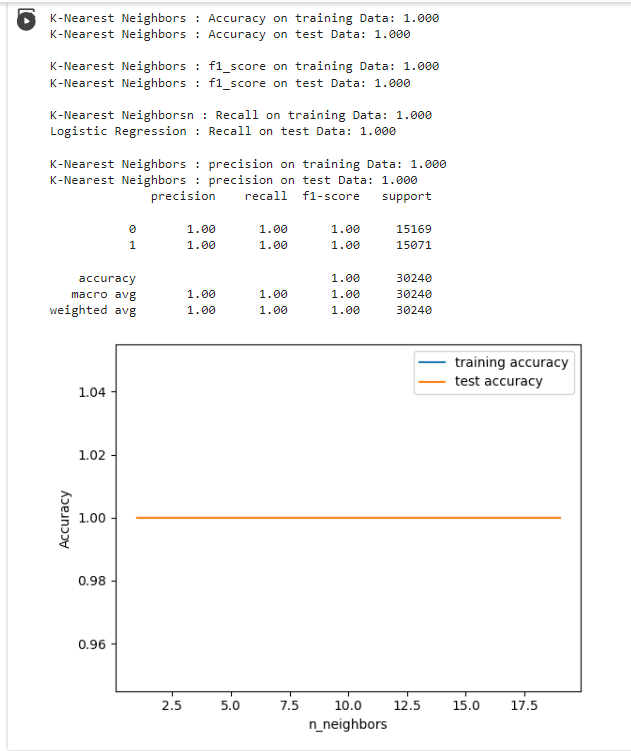 K-Nearest Neighbors : Accuracy on training Data: 1.000
K-Nearest Neighbors : Accuracy on test Data: 1.000
K-Nearest Neighbors : f1_score on training Data: 1.000
K-Nearest Neighbors : f1_score on test Data: 1.000
K-Nearest Neighborsn : Recall on training Data: 1.000
Logistic Regression : Recall on test Data: 1.000
K-Nearest Neighbors : precision on training Data: 1.000
K-Nearest Neighbors : precision on test Data: 1.000
precision recall f1-score support
0 1.00 1.00 1.00 15169
1 1.00 1.00 1.00 15071
accuracy 1.00 30240
macro avg 1.00 1.00 1.00 30240
weighted avg 1.00 1.00 1.00 30240
training accuracy
test accuracy
1.04
1.02
1.00
0.98
0.96
Accuracy
2.5 5.0 7.5 10.0 12.5 15.0 17.5
n_neighbors